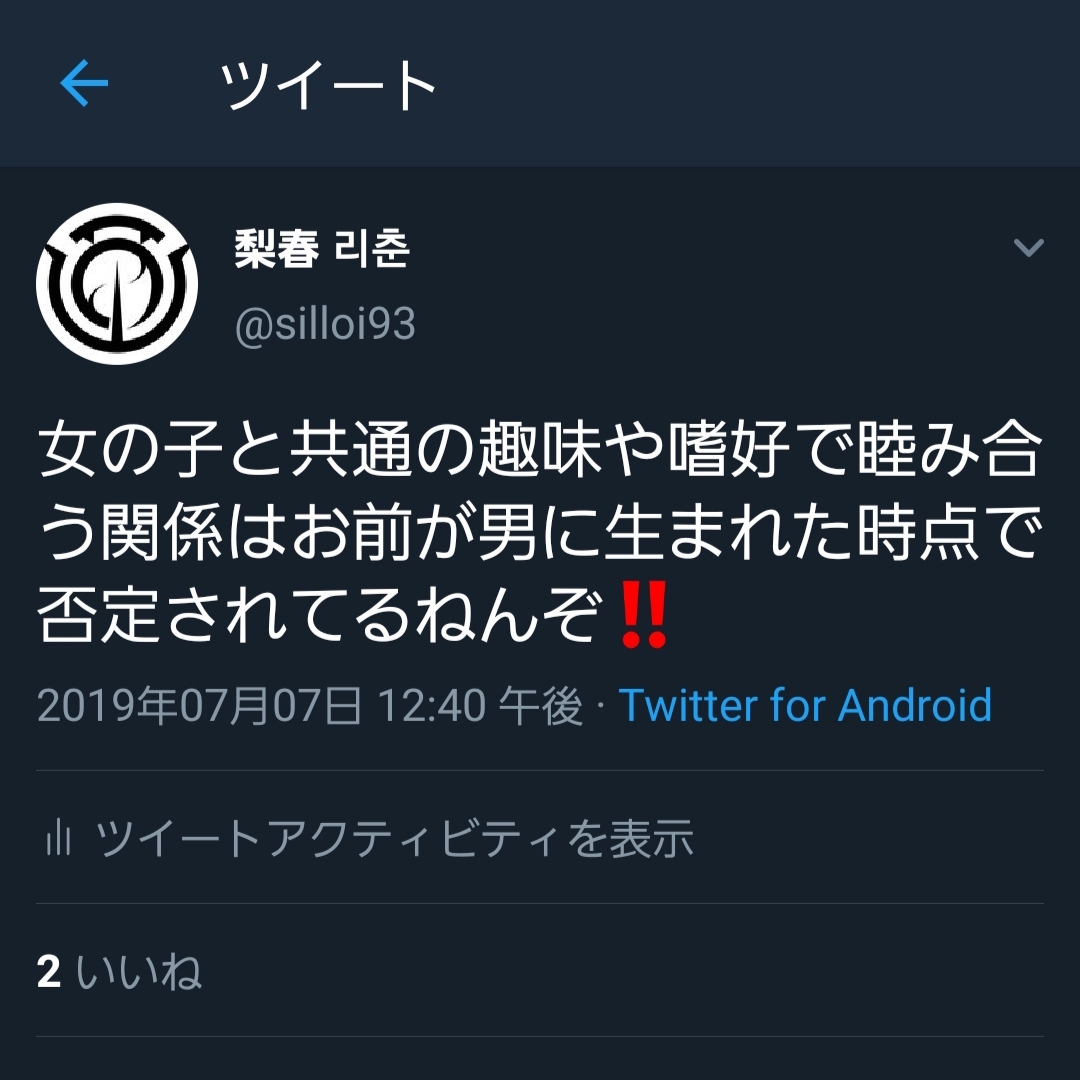 ツイート
梨春 리춘
@silloi93
女の子と共通の趣味や嗜好で睦み合
う関係はお前が男に生まれた時点で
否定されてるねんぞ‼️
2019年07月07日 12:40 午後 · Twitter for Android
ツイートアクティビティを表示
2 いいね